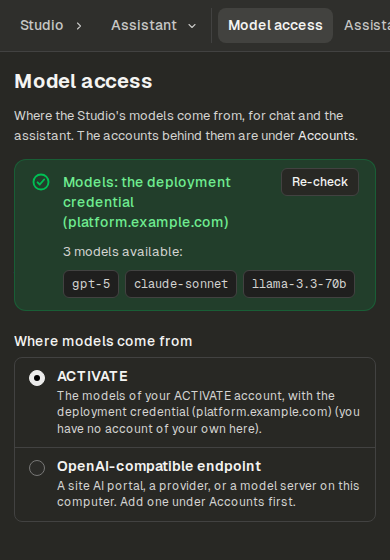 Studio
Assistant
Model access
Assista
Model access
Where the Studio's models come from, for chat and the
assistant. The accounts behind them are under Accounts.
Models: the deployment
credential
(platform.example.com)
Re-check
3 models available:
gpt-5
claude-sonnet
llama-3.3-70b
Where models come from
ACTIVATE
The models of your ACTIVATE account, with the
deployment credential (platform.example.com) (you
have no account of your own here).
OpenAI-compatible endpoint
A site AI portal, a provider, or a model server on this
computer. Add one under Accounts first.